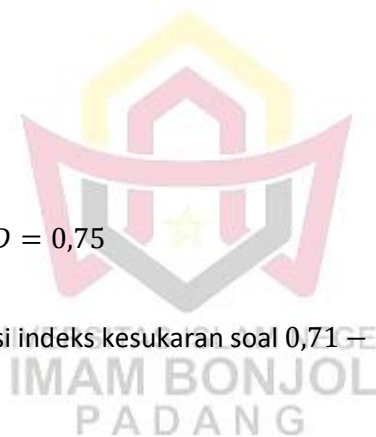 𝐷 = 0,75
si indeks kesukaran soal 0,71 −
IMAM BONJOL
PADANG